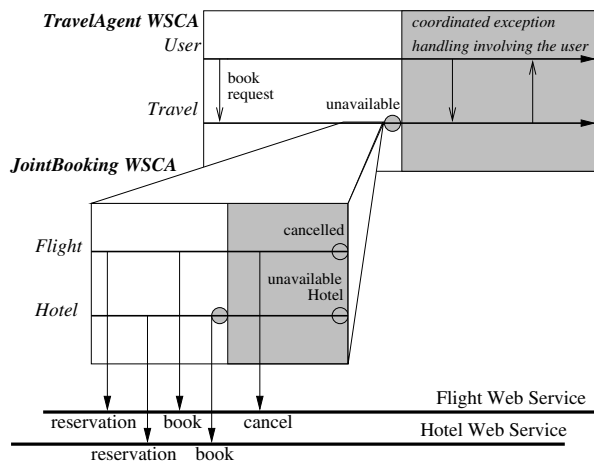 TravelAgent WSCA
coordinated exception
User
handling involving the user
book
request
unavailable
Travel
JointBooking WSCA
cancelled
Flight
unavailable
Hotel
Hotel
Flight Web Service
reservation book cancel
Hotel Web Service
reservation book